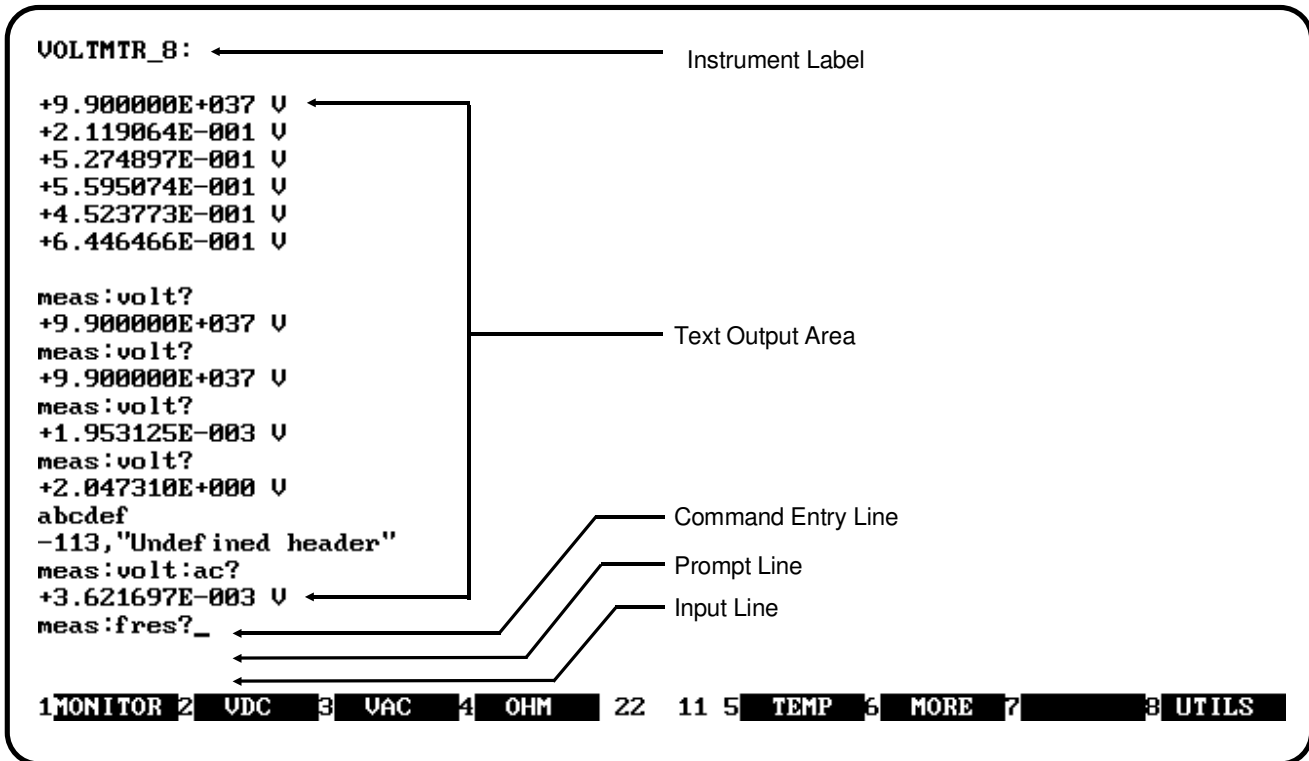 VOLTMTR_8:
Instrument Label
+9.900000E+037 V
+2.119064E-001 V
+5.274897E-001 V
+5.595074E-001 V
+4.523773E-001 V
+6.446466E-001 V
meas:volt?
+9.900000E+037 V
Text Output Area
meas:volt?
+9.900000E+037 V
meas:volt?
+1.953125E-003 V
meas:volt?
+2.047310E+000 V
abcdef
Command Entry Line
-113,"Undefined header"
meas:volt:ac?
Prompt Line
+3.621697E-003 V
Input Line
meas:fres?_
1MONITOR 2 VDC 3 VAC 4 OHM 22 11 5 TEMP 6 MORE 7 8 UTILS